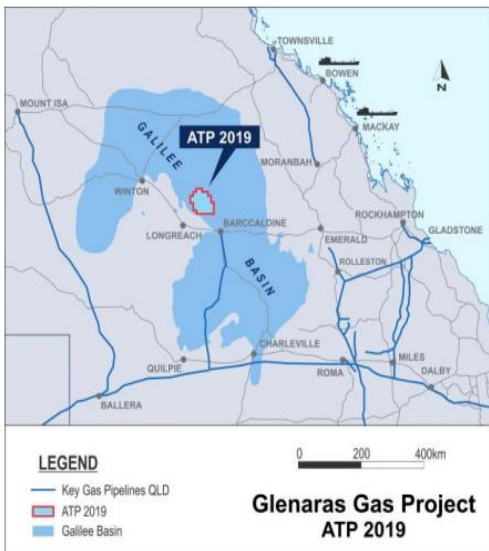 TOWNSVILLE
BOWEN
MOUNT ISA
MACKAY
GALILEE
ATP 2019
MORANBAH
WINTON
ROCKHAMPTON
BARCCALDINE
GLADSTONE
LONGREACH
EMERALD
ROLLESTON
BASIN
CHARLEVILLE
QUILPIE
ROMA
MILES
DALBY
BALLERA
N
LEGEND
Key Gas Pipelines QLD
ATP 2019
Galilee Basin
0 200 400km
Glenaras Gas Project
ATP 2019